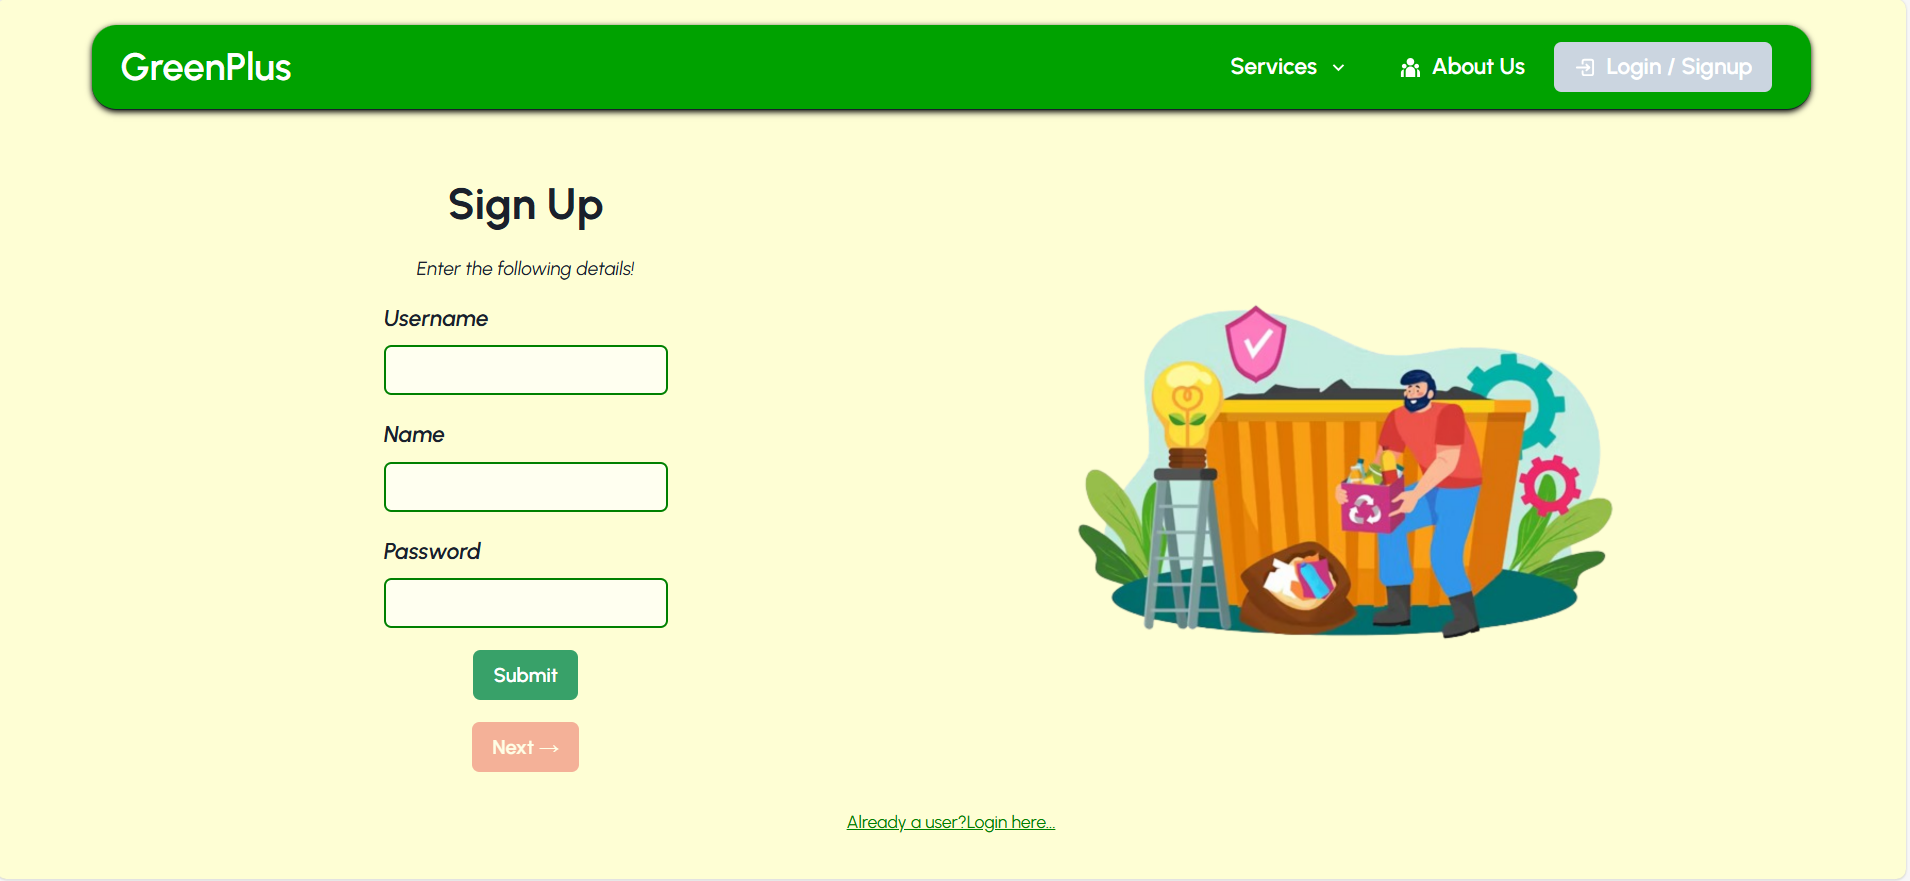 GreenPlus
Services
About Us
Login / Signup
Sign Up
Enter the following details!
Username
Name
Password
Submit
Next →
Already a user?Login here...